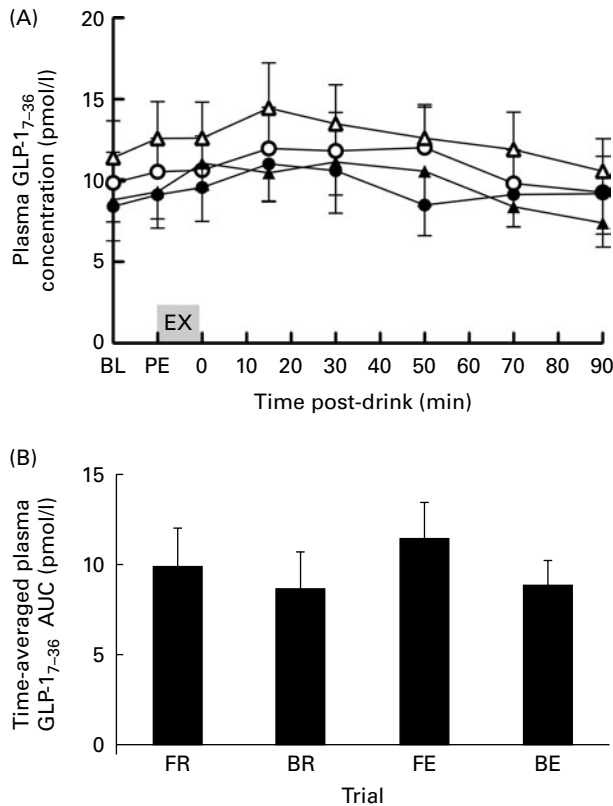 (A)
20
15
10
5
0
Plasma GLP-1₇₋₃₆
concentration (pmol/l)
EX
BL PE 0 10 20 30 40 50 60 70 80 90
Time post-drink (min)
(B)
15
10
5
0
Time-averaged plasma
GLP-1₇₋₃₆ AUC (pmol/l)
FR BR FE BE
Trial